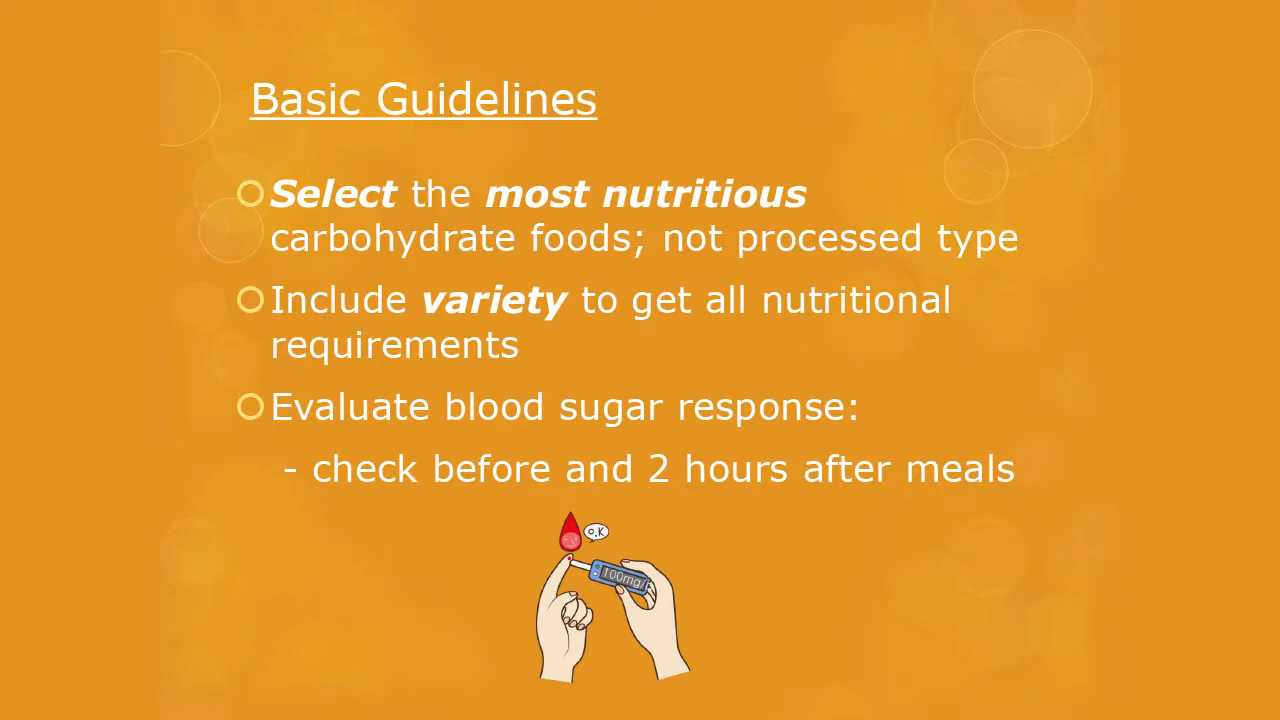 Basic Guidelines
Select the most nutritious
carbohydrate foods; not processed type
Include variety to get all nutritional
requirements
Evaluate blood sugar response:
- check before and 2 hours after meals
O.K
100mg/